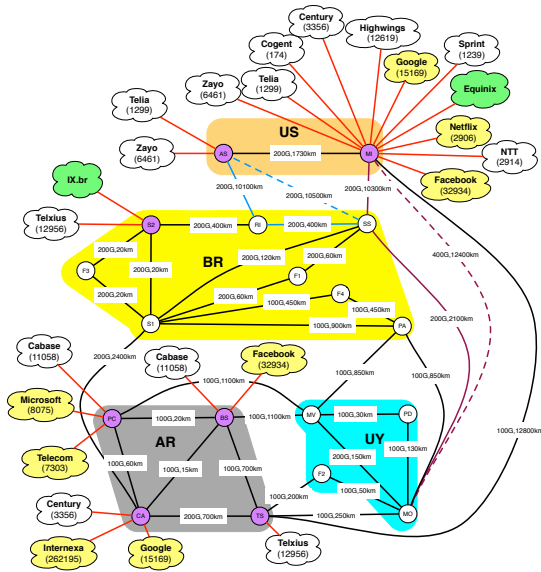 Century
(3356)
Highwings
(12619)
Cogent
(174)
Sprint
(1239)
Google
(15169)
Zayo
(6461)
Telia
(1299)
Equinix
Telia
(1299)
Netflix
(2906)
US
Zayo
(6461)
NTT
(2914)
AS
200G,1730km
MI
Facebook
(32934)
IX.br
200G,10100km
200G,10500km
200G,10300km
Telxius
(12956)
S2
200G,400km
RI
200G,400km
SS
200G,20km
200G,120km
400G,12400km
BR
200G,60km
F3
200G,20km
F1
200G,20km
200G,60km
F4
100G,450km
100G,450km
200G,2100km
S1
100G,900km
PA
Cabase
(11058)
200G,2400km
Cabase
(11058)
Facebook
(32934)
100G,850km
100G,850km
100G,1100km
Microsoft
(8075)
PC
100G,20km
BS
100G,1100km
MV
100G,30km
PD
AR
UY
100G,12800km
100G,130km
Telecom
(7303)
100G,60km
100G,15km
100G,700km
200G,150km
F2
100G,50km
100G,200km
Century
(3356)
CA
200G,700km
TS
100G,250km
MO
Internexa
(262195)
Google
(15169)
Telxius
(12956)